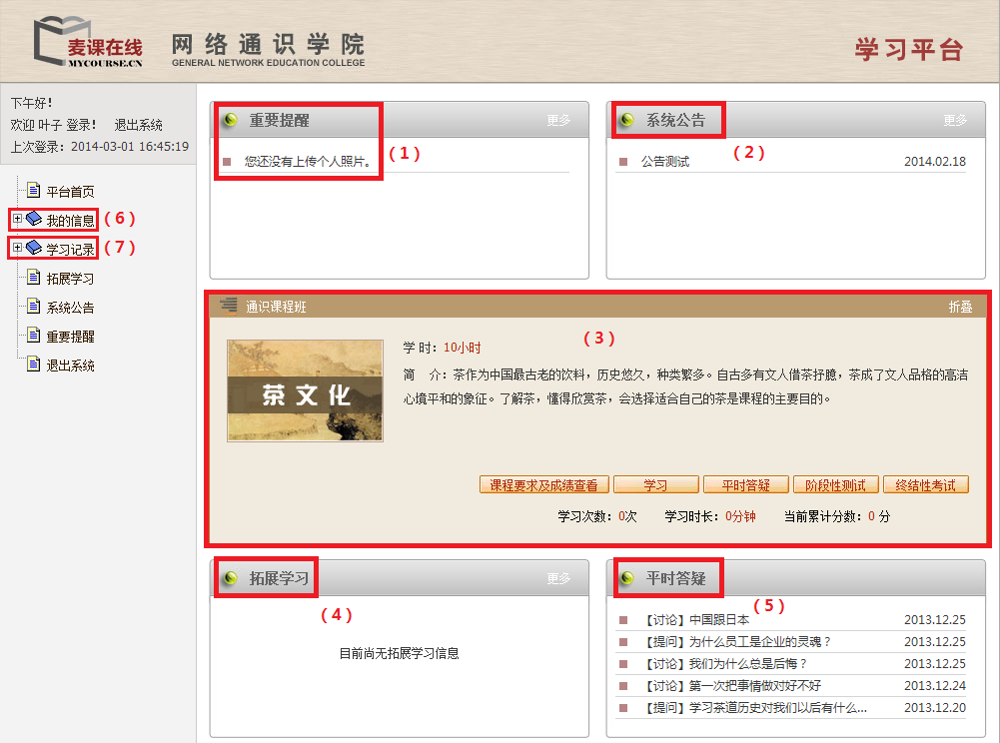 麦课在线
MYCOURSE.CN
网络通识学院
GENERAL NETWORK EDUCATION COLLEGE
学习平台
下午好!
欢迎 叶子 登录! 退出系统
上次登录：2014-03-01 16:45:19
平台首页
我的信息 (6)
学习记录 (7)
拓展学习
系统公告
重要提醒
退出系统
重要提醒 更多
您还没有上传个人照片。 (1)
系统公告 更多
(2)
公告测试 2014.02.18
通识课程班 折叠
(3)
茶文化
学 时：10小时
简 介：茶作为中国最古老的饮料，历史悠久，种类繁多。自古多有文人借茶抒臆，茶成了文人品格的高洁
心境平和的象征。了解茶，懂得欣赏茶，会选择适合自己的茶是课程的主要目的。
课程要求及成绩查看 学习 平时答疑 阶段性测试 终结性考试
学习次数：0次 学习时长：0分钟 当前累计分数：0 分
拓展学习 更多
(4)
目前尚无拓展学习信息
平时答疑
(5)
【讨论】中国跟日本 2013.12.25
【提问】为什么员工是企业的灵魂？ 2013.12.25
【讨论】我们为什么总是后悔？ 2013.12.25
【讨论】第一次把事情做对好不好 2013.12.24
【提问】学习茶道历史对我们以后有什么... 2013.12.20